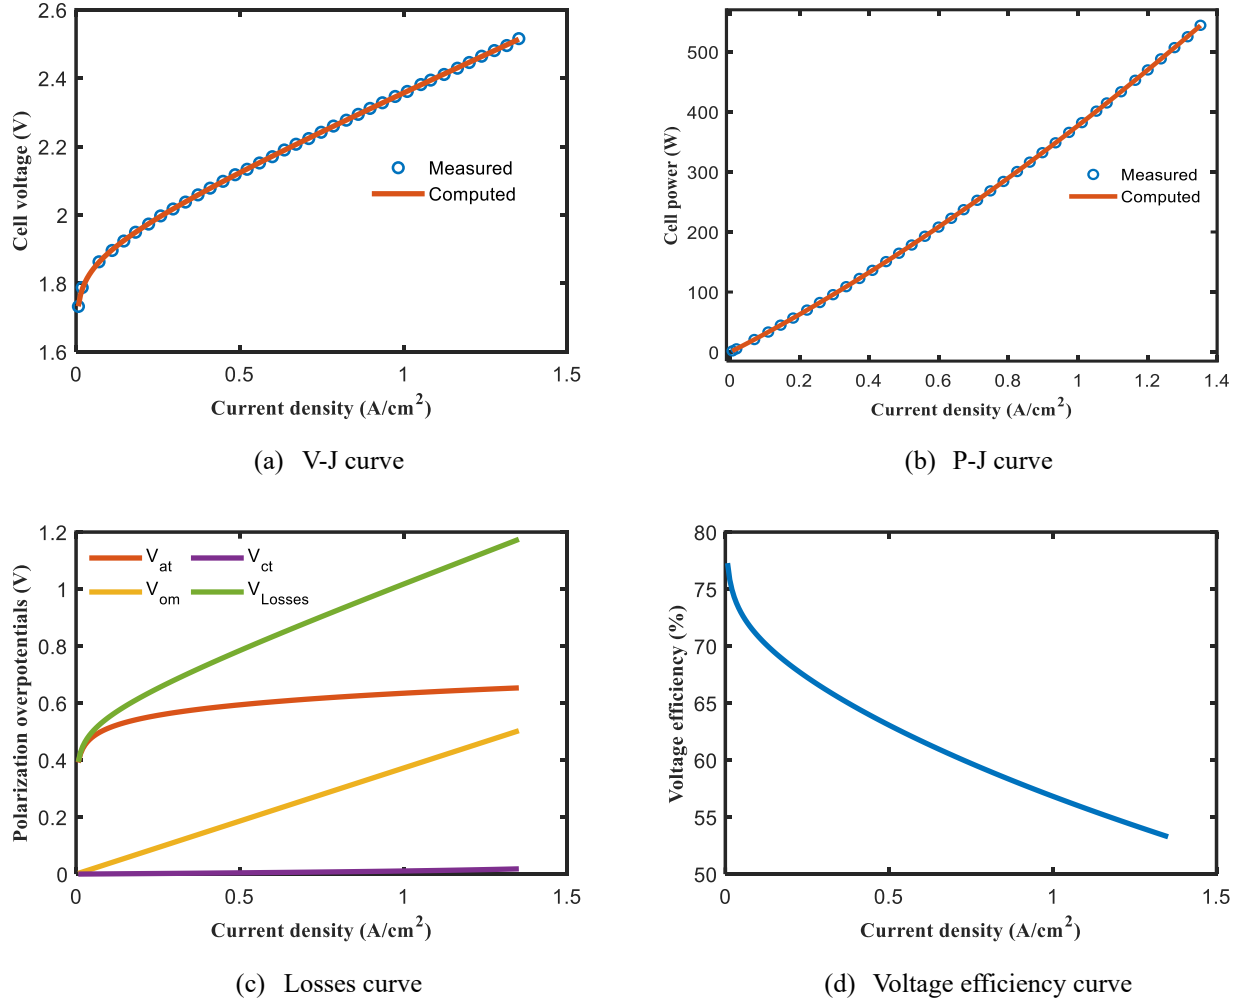 2.6
2.4
2.2
2
1.8
1.6
Cell voltage (V)
Measured
Computed
0 0.5 1 1.5
Current density (A/cm²)
(a) V-J curve
500
400
300
200
100
0
Cell power (W)
Measured
Computed
0 0.2 0.4 0.6 0.8 1 1.2 1.4
Current density (A/cm²)
(b) P-J curve
1.2
1
0.8
0.6
0.4
0.2
0
Polarization overpotentials (V)
V_at V_ct
V_om V_Losses
0 0.5 1 1.5
Current density (A/cm²)
(c) Losses curve
80
75
70
65
60
55
50
Voltage efficiency (%)
0 0.5 1 1.5
Current density (A/cm²)
(d) Voltage efficiency curve